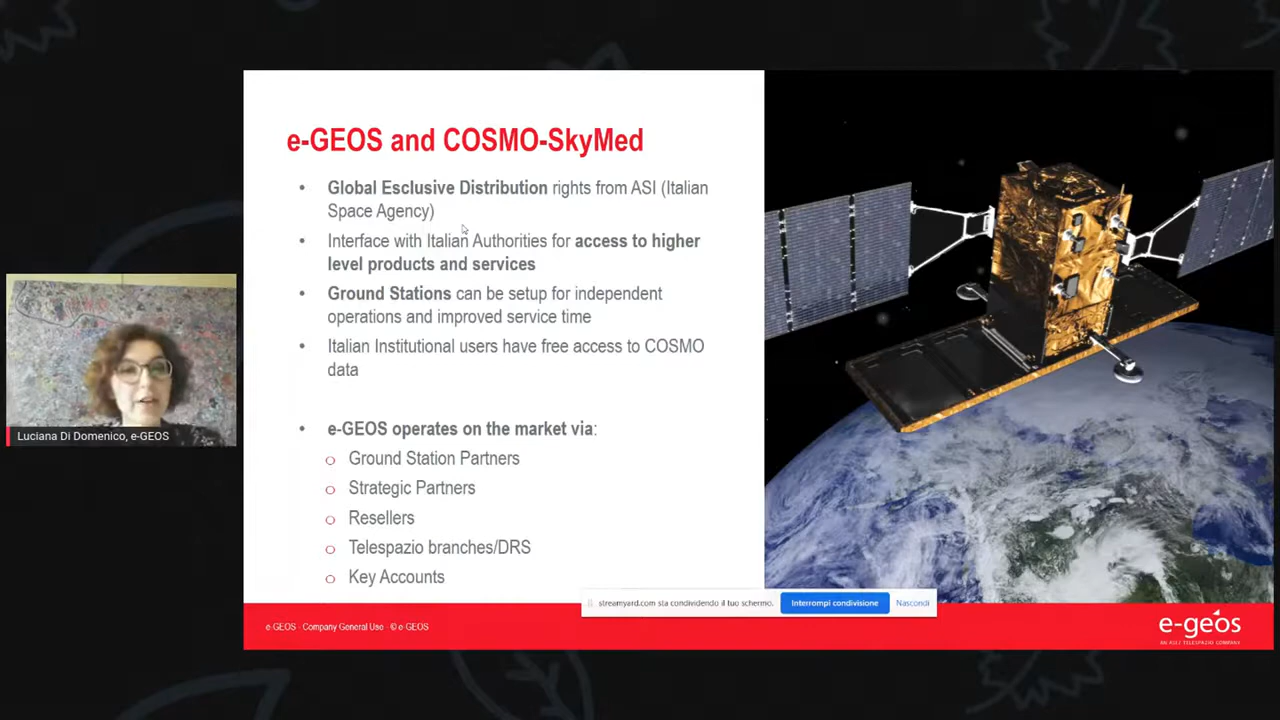 e-GEOS and COSMO-SkyMed
• Global Exclusive Distribution rights from ASI (Italian
Space Agency)
• Interface with Italian Authorities for access to higher
level products and services
• Ground Stations can be setup for independent
operations and improved service time
• Italian Institutional users have free access to COSMO
data
• e-GEOS operates on the market via:
o Ground Station Partners
o Strategic Partners
o Resellers
o Telespazio branches/DRS
o Key Accounts
Luciana Di Domenico, e-GEOS
streamyard.com sta condividendo il tuo schermo.
Interrompi condivisione
Nascondi
e-GEOS - Company General Use - © e-GEOS
e-geos
AN ASI / TELESPAZIO COMPANY